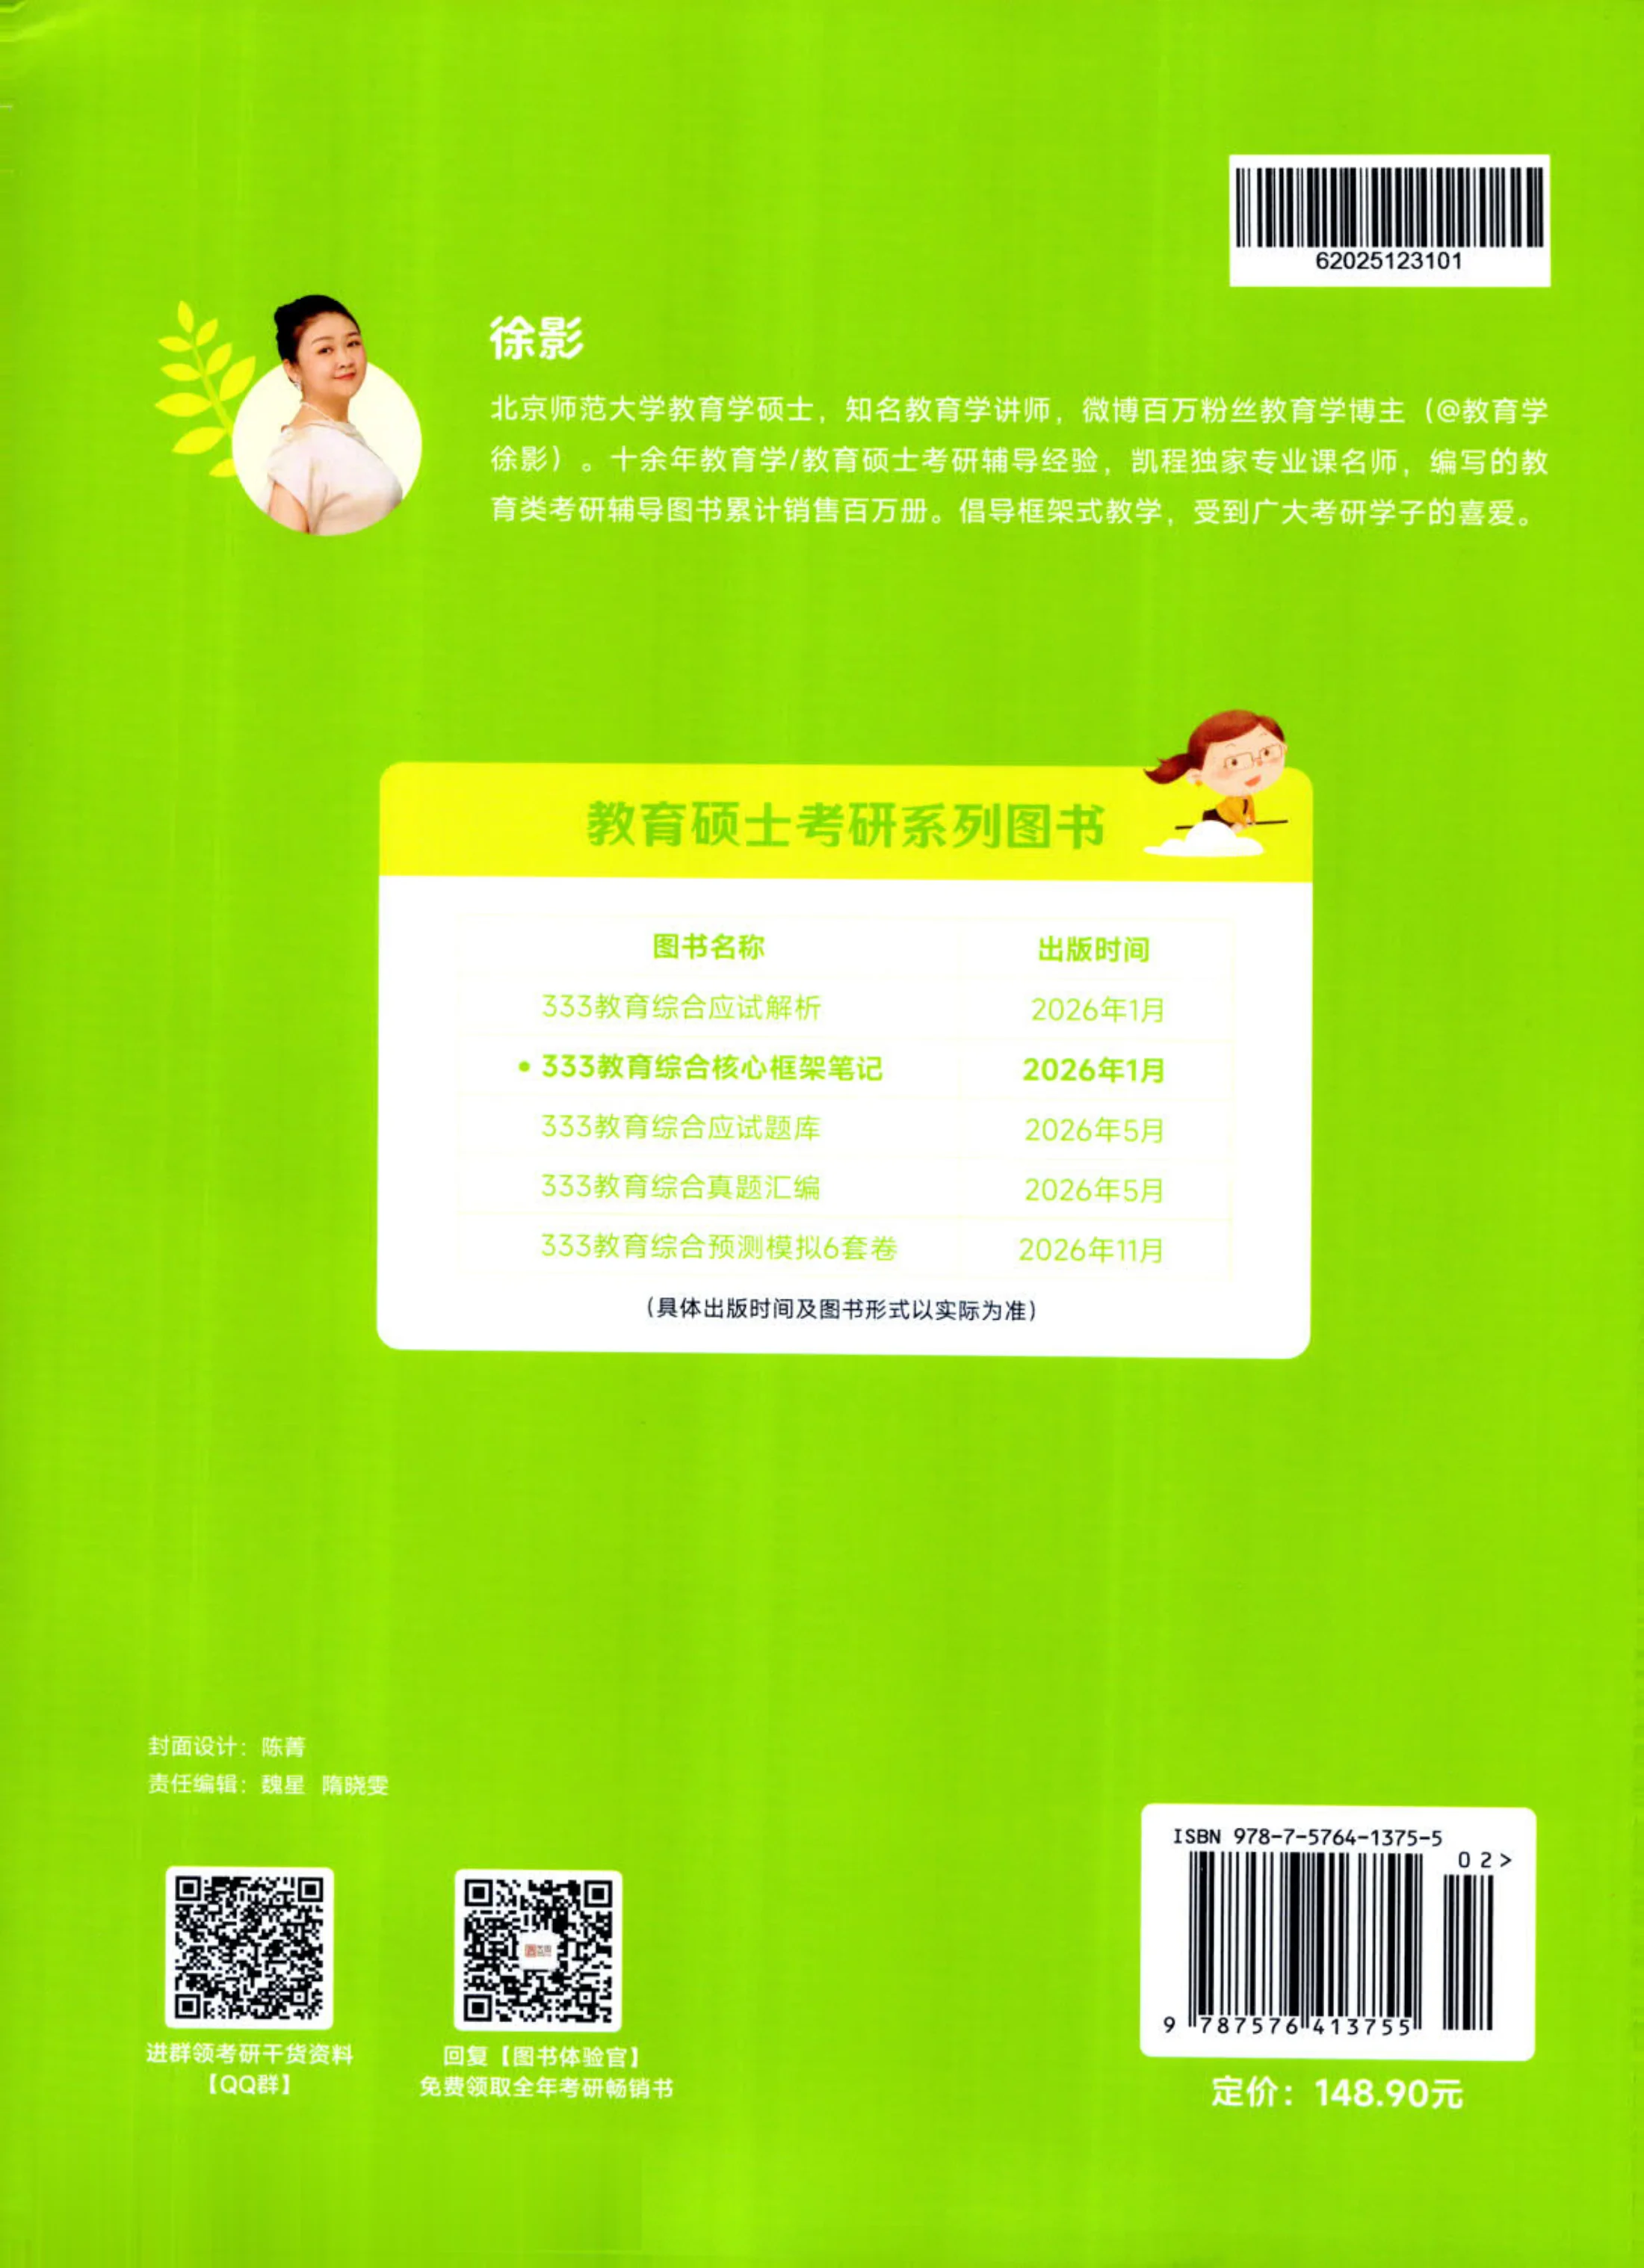 62025123101
徐影
北京师范大学教育学硕士，知名教育学讲师，微博百万粉丝教育学博主（@教育学
徐影）。十余年教育学/教育硕士考研辅导经验，凯程独家专业课名师，编写的教
育类考研辅导图书累计销售百万册。倡导框架式教学，受到广大考研学子的喜爱。
教育硕士考研系列图书
图书名称 出版时间
333教育综合应试解析 2026年1月
• 333教育综合核心框架笔记 2026年1月
333教育综合应试题库 2026年5月
333教育综合真题汇编 2026年5月
333教育综合预测模拟6套卷 2026年11月
（具体出版时间及图书形式以实际为准）
封面设计：陈菁
责任编辑：魏星 隋晓雯
进群领考研干货资料
【QQ群】
回复【图书体验官】
免费领取全年考研畅销书
ISBN 978-7-5764-1375-5
02>
9 787576 413755
定价：148.90元